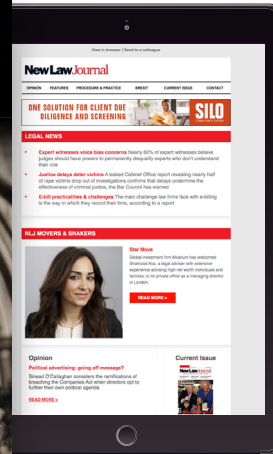 View in browser | Send to a colleague
New Law Journal
OPINION FEATURES PROCEDURE & PRACTICE BREXIT CURRENT ISSUE CONTACT
ONE SOLUTION FOR CLIENT DUE
DILIGENCE AND SCREENING
SILO
LEGAL NEWS
Expert witnesses voice bias concerns Nearly 60% of expert witnesses believe
judges should have powers to permanently disqualify experts who don't understand
their role
Justice delays deter victims A leaked Cabinet Office report revealing nearly half
of rape victims drop out of investigations confirms that delays undermine the
effectiveness of criminal justice, the Bar Council has warned
E-bill practicalities & challenges The main challenge law firms face with e-billing
is the way in which they record their time, according to a report
NLJ MOVERS & SHAKERS
Star Move
Global investment firm Alvarium has welcomed
Shahrzad Atai, a legal adviser with extensive
experience advising high net worth individuals and
families, to its private office as a managing director
in London.
READ MORE >
Opinion
Political advertising: going off message?
Sinead O'Callaghan considers the ramifications of
breaching the Companies Act when directors opt to
further their own political agenda
READ MORE >
Current Issue
New Law Journal